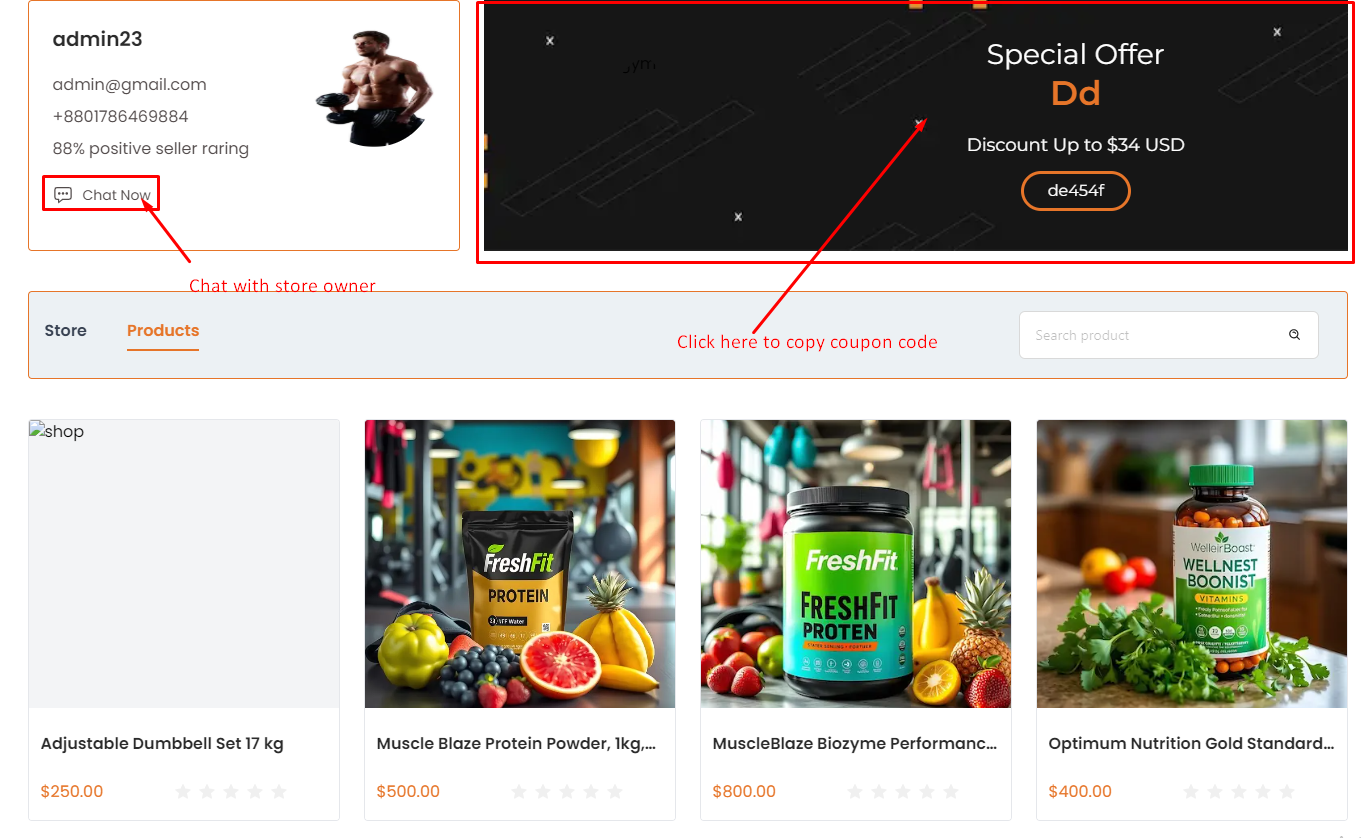 admin23
admin@gmail.com
+8801786469884
88% positive seller raring
Chat Now
Special Offer
Dd
Discount Up to $34 USD
de454f
Chat with store owner
Click here to copy coupon code
Store
Products
Search product
shop
FreshFit
PROTEIN
FreshFit
FRESHFIT
PROTEN
WelleirBoast
WELLNEST
BOONIST
VITAMINS
Adjustable Dumbbell Set 17 kg
Muscle Blaze Protein Powder, 1kg,...
MuscleBlaze Biozyme Performanc...
Optimum Nutrition Gold Standard...
$250.00
$500.00
$800.00
$400.00